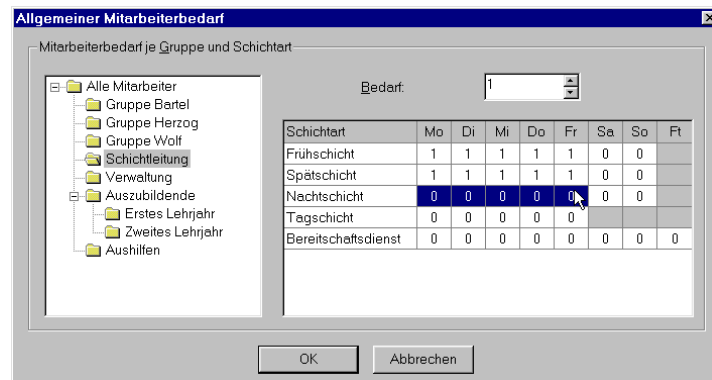 Allgemeiner Mitarbeiterbedarf
Mitarbeiterbedarf je Gruppe und Schichtart
Alle Mitarbeiter
Gruppe Bartel
Gruppe Herzog
Gruppe Wolf
Schichtleitung
Verwaltung
Auszubildende
Erstes Lehrjahr
Zweites Lehrjahr
Aushilfen
Bedarf: 1
Schichtart Mo Di Mi Do Fr Sa So Ft
Frühschicht 1 1 1 1 1 0 0
Spätschicht 1 1 1 1 1 0 0
Nachtschicht 0 0 0 0 0 0 0
Tagschicht 0 0 0 0 0
Bereitschaftsdienst 0 0 0 0 0 0 0 0
OK Abbrechen